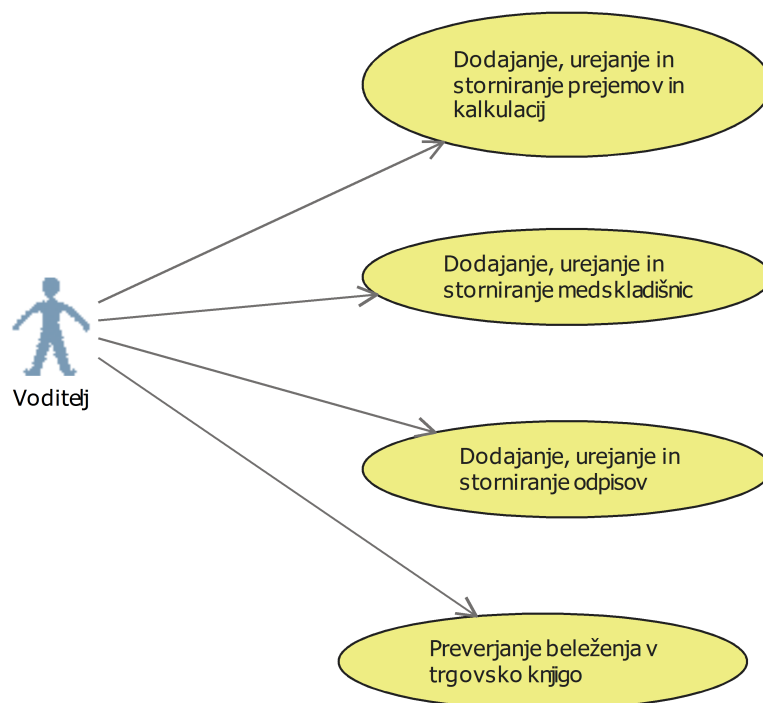 Dodajanje, urejanje in
storniranje prejemov in
kalkulacij
Dodajanje, urejanje in
storniranje medskladišnic
Voditelj
Dodajanje, urejanje in
storniranje odpisov
Preverjanje beleženja v
trgovsko knjigo